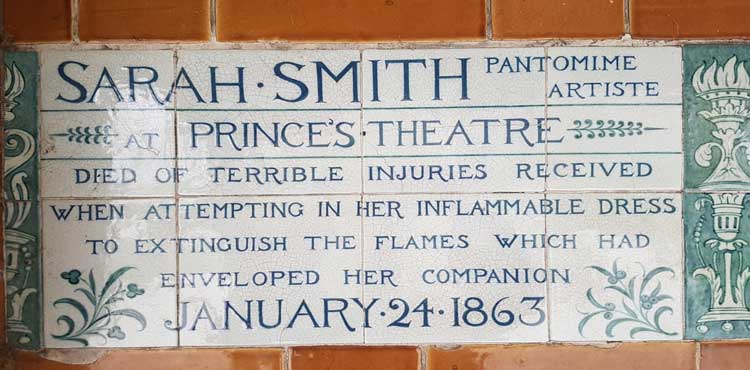 SARAH · SMITH PANTOMIME ARTISTE
AT PRINCE'S · THEATRE
DIED OF TERRIBLE INJURIES RECEIVED
WHEN ATTEMPTING IN HER INFLAMMABLE DRESS
TO EXTINGUISH THE FLAMES WHICH HAD
ENVELOPED HER COMPANION
JANUARY · 24 · 1863